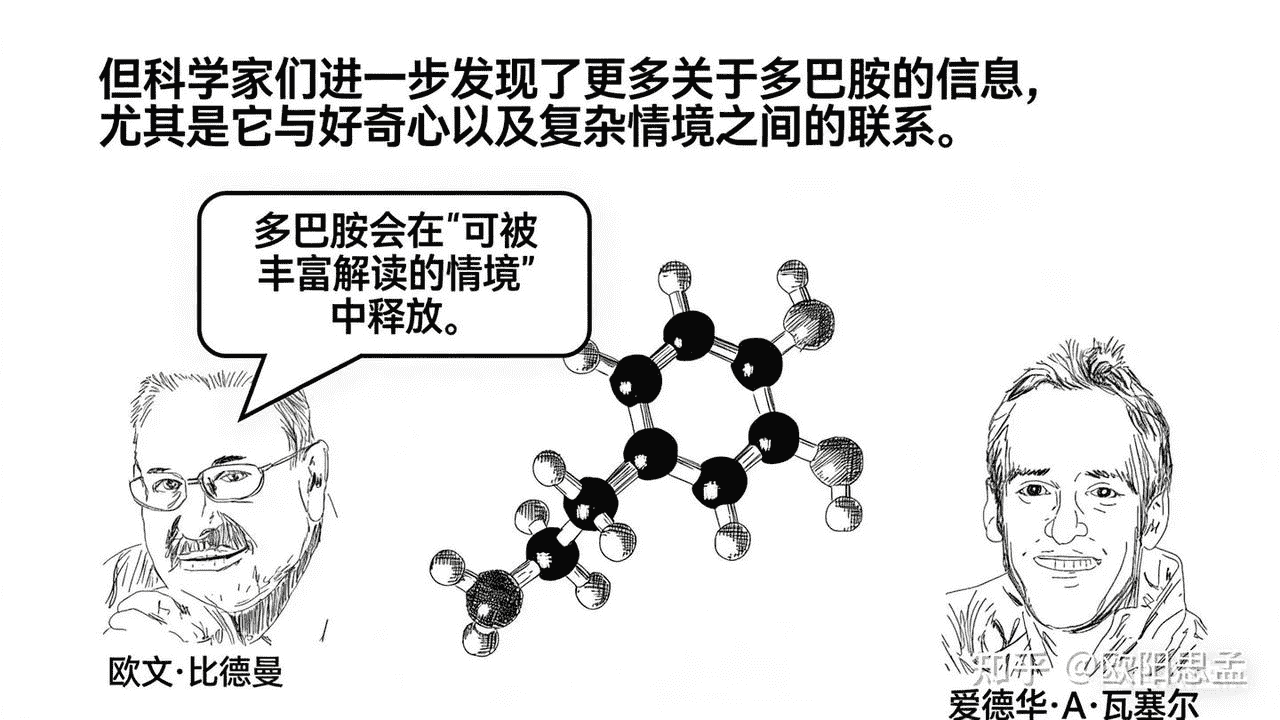 但科学家们进一步发现了更多关于多巴胺的信息，
尤其是它与好奇心以及复杂情境之间的联系。
多巴胺会在“可被
丰富解读的情境”
中释放。
欧文·比德曼
知乎 @欧阳思孟
爱德华·A·瓦塞尔